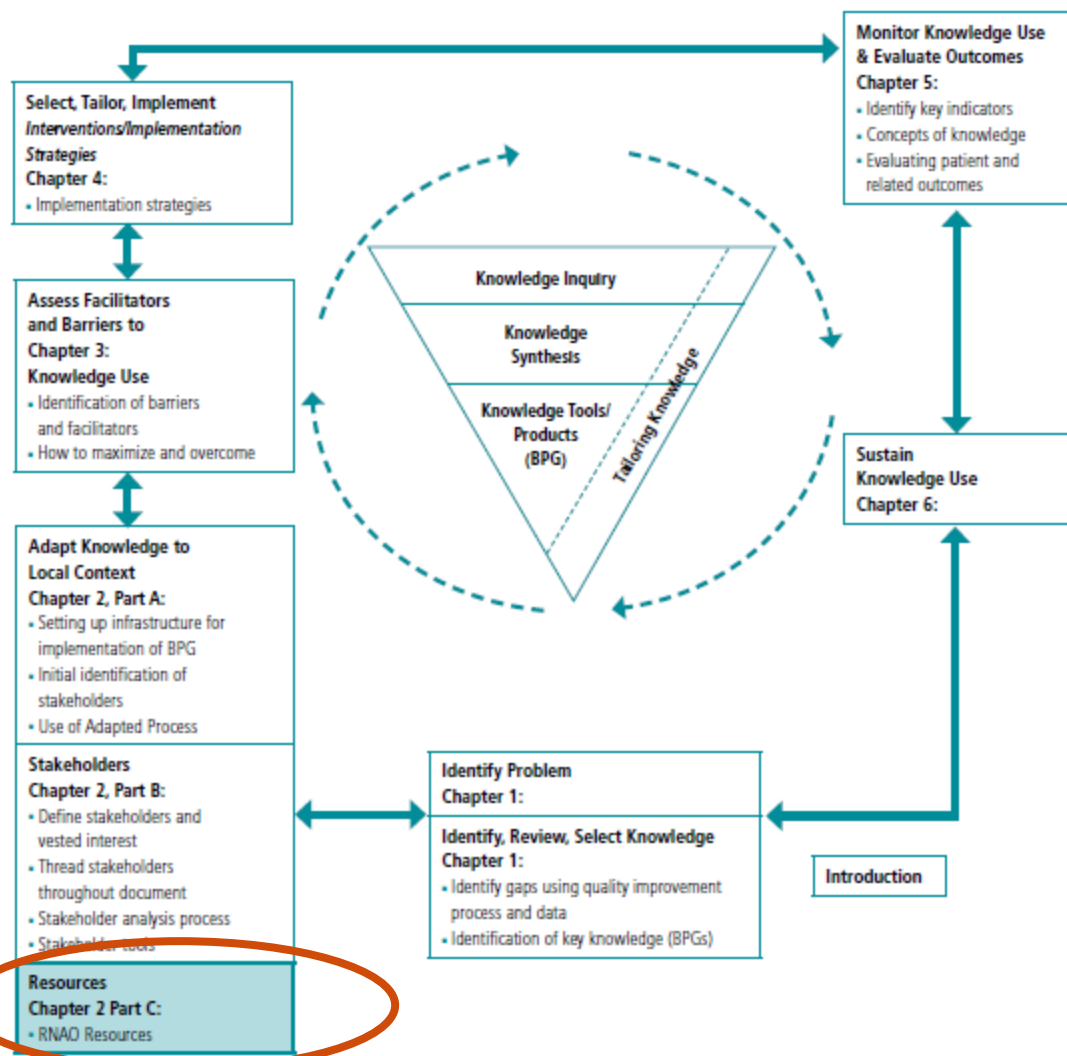 Select, Tailor, Implement
Interventions/Implementation
Strategies
Chapter 4:
▪ Implementation strategies
Monitor Knowledge Use
& Evaluate Outcomes
Chapter 5:
▪ Identify key indicators
▪ Concepts of knowledge
▪ Evaluating patient and
related outcomes
Assess Facilitators
and Barriers to
Chapter 3:
Knowledge Use
▪ Identification of barriers
and facilitators
▪ How to maximize and overcome
Knowledge Inquiry
Knowledge
Synthesis
Knowledge Tools/
Products
(BPG)
Tailoring Knowledge
Sustain
Knowledge Use
Chapter 6:
Adapt Knowledge to
Local Context
Chapter 2, Part A:
▪ Setting up infrastructure for
implementation of BPG
▪ Initial identification of
stakeholders
▪ Use of Adapted Process
Stakeholders
Chapter 2, Part B:
▪ Define stakeholders and
vested interest
▪ Thread stakeholders
throughout document
▪ Stakeholder analysis process
▪ Stakeholder tools
Resources
Chapter 2 Part C:
▪ RNAO Resources
Identify Problem
Chapter 1:
Identify, Review, Select Knowledge
Chapter 1:
▪ Identify gaps using quality improvement
process and data
▪ Identification of key knowledge (BPGs)
Introduction